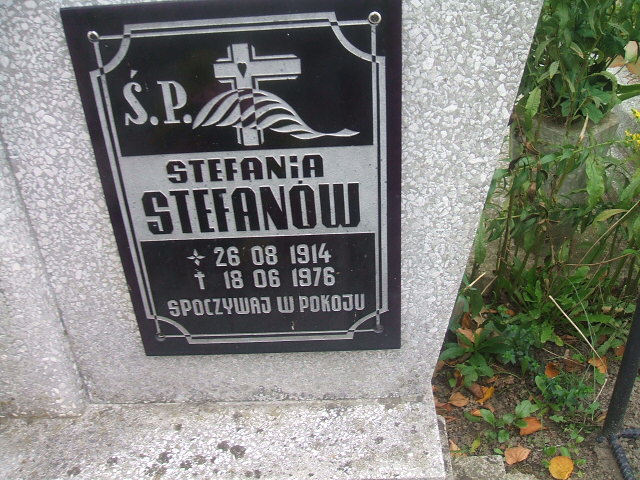 Ś.P.
STEFANiA
STEFANÓW
26 08 1914
18 06 1976
SPOCZYWAJ W POKOJU